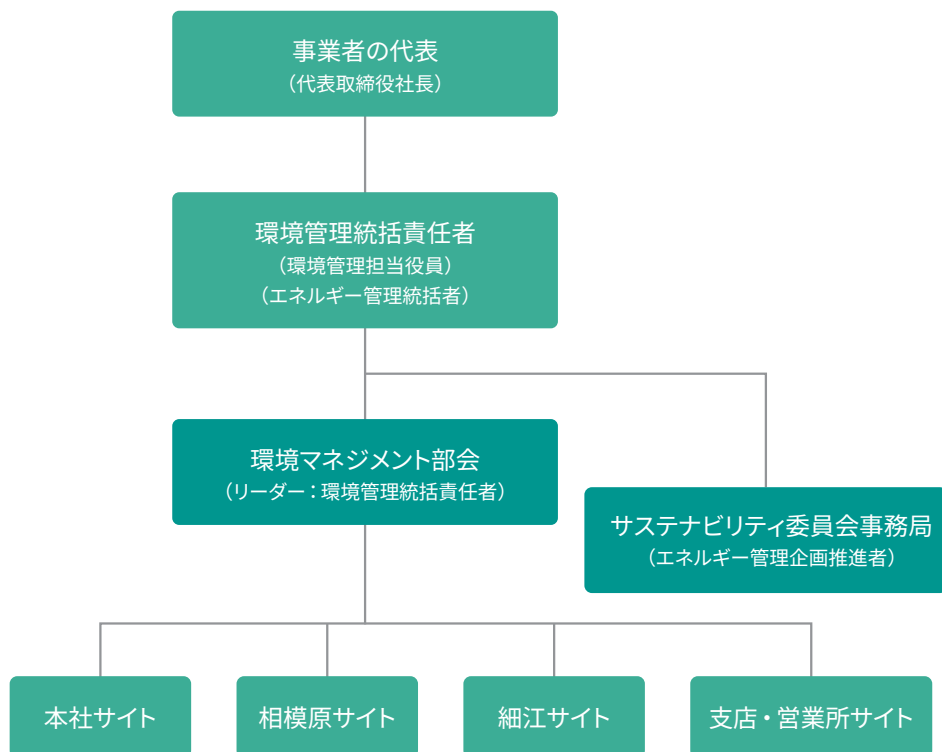 事業者の代表
（代表取締役社長）
環境管理統括責任者
（環境管理担当役員）
（エネルギー管理統括者）
環境マネジメント部会
（リーダー：環境管理統括責任者）
サステナビリティ委員会事務局
（エネルギー管理企画推進者）
本社サイト
相模原サイト
細江サイト
支店・営業所サイト